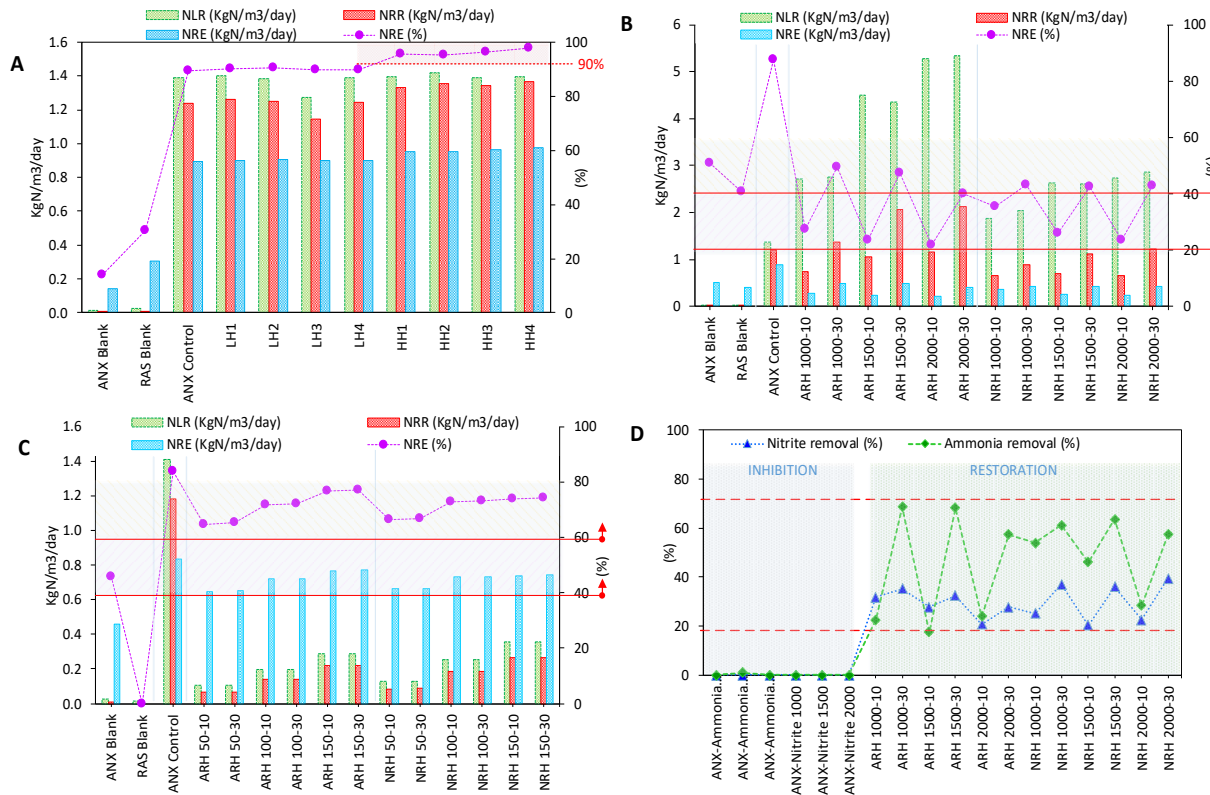 A
NLR (KgN/m3/day)
NRR (KgN/m3/day)
NRE (KgN/m3/day)
NRE (%)
KgN/m3/day
1.6
1.4
1.2
1.0
0.8
0.6
0.4
0.2
0.0
100
80
60
40
20
0
(%)
90%
ANX Blank
RAS Blank
ANX Control
LH1
LH2
LH3
LH4
HH1
HH2
HH3
HH4
B
NLR (KgN/m3/day)
NRR (KgN/m3/day)
NRE (KgN/m3/day)
NRE (%)
KgN/m3/day
6
5
4
3
2
1
0
100
80
60
40
20
0
(%)
ANX Blank
RAS Blank
ANX Control
ARH 1000-10
ARH 1000-30
ARH 1500-10
ARH 1500-30
ARH 2000-10
ARH 2000-30
NRH 1000-10
NRH 1000-30
NRH 1500-10
NRH 1500-30
NRH 2000-10
NRH 2000-30
C
NLR (KgN/m3/day)
NRR (KgN/m3/day)
NRE (KgN/m3/day)
NRE (%)
KgN/m3/day
1.6
1.4
1.2
1.0
0.8
0.6
0.4
0.2
0.0
100
80
60
40
20
0
(%)
ANX Blank
RAS Blank
ANX Control
ARH 50-10
ARH 50-30
ARH 100-10
ARH 100-30
ARH 150-10
ARH 150-30
NRH 50-10
NRH 50-30
NRH 100-10
NRH 100-30
NRH 150-10
NRH 150-30
D
Nitrite removal (%)
Ammonia removal (%)
INHIBITION
RESTORATION
(%)
100
80
60
40
20
0
ANX-Ammonia...
ANX-Ammonia...
ANX-Ammonia...
ANX-Nitrite 1000
ANX-Nitrite 1500
ANX-Nitrite 2000
ARH 1000-10
ARH 1000-30
ARH 1500-10
ARH 1500-30
ARH 2000-10
ARH 2000-30
NRH 1000-10
NRH 1000-30
NRH 1500-10
NRH 1500-30
NRH 2000-10
NRH 2000-30